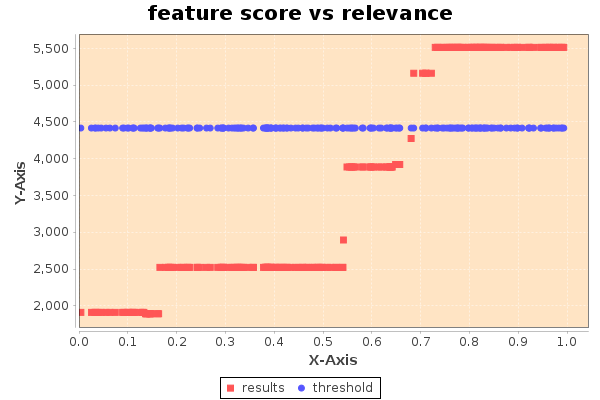 feature score vs relevance
5,500
5,000
4,500
4,000
3,500
3,000
2,500
2,000
Y-Axis
0.0 0.1 0.2 0.3 0.4 0.5 0.6 0.7 0.8 0.9 1.0
X-Axis
results threshold